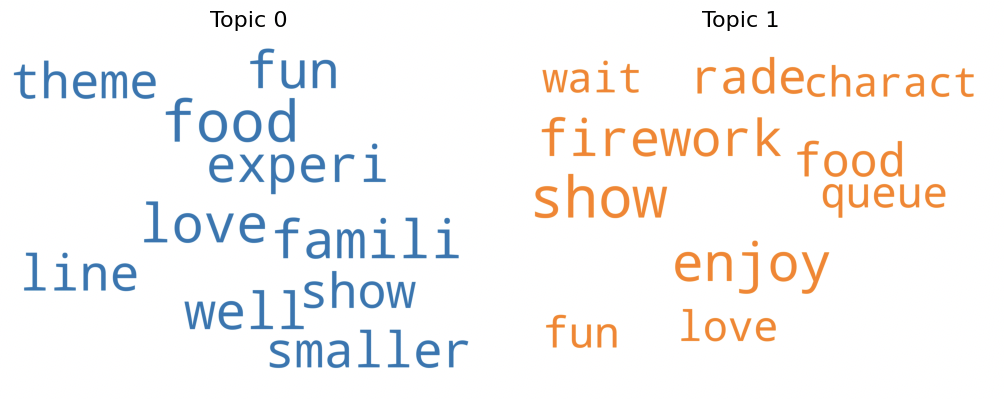 Topic 0
theme
fun
food
experi
love
famili
line
show
well
smaller
Topic 1
wait
rade
charact
firework
food
show
queue
enjoy
love
fun